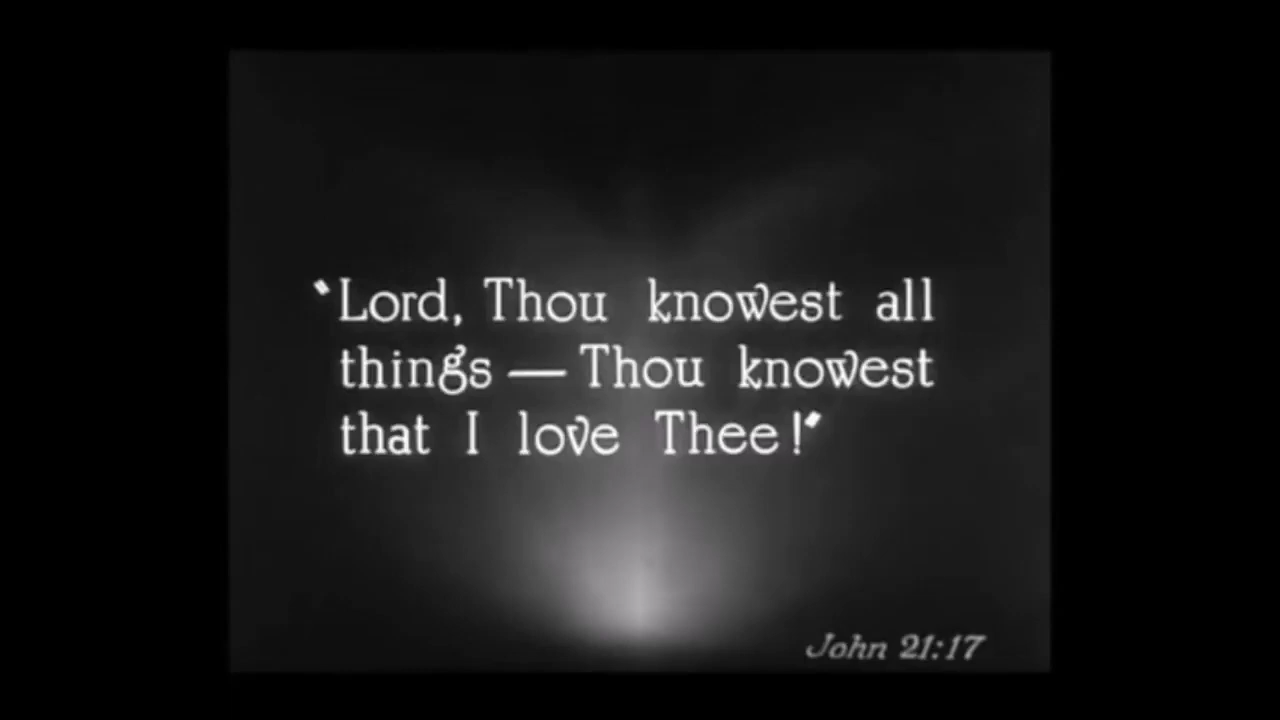 "Lord, Thou knowest all
things — Thou knowest
that I love Thee!"
John 21:17